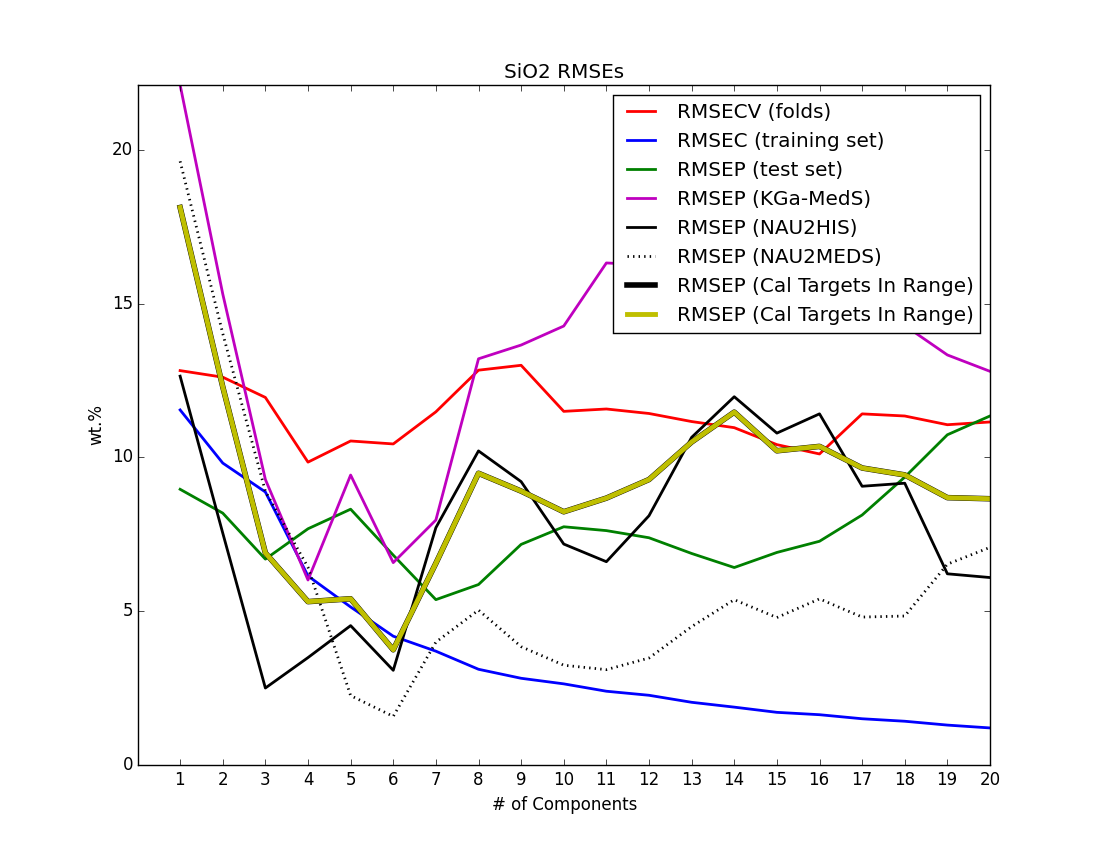 SiO2 RMSEs
RMSECV (folds)
RMSEC (training set)
RMSEP (test set)
RMSEP (KGa-MedS)
RMSEP (NAU2HIS)
RMSEP (NAU2MEDS)
RMSEP (Cal Targets In Range)
RMSEP (Cal Targets In Range)
20
15
10
5
0
wt.%
1 2 3 4 5 6 7 8 9 10 11 12 13 14 15 16 17 18 19 20
# of Components